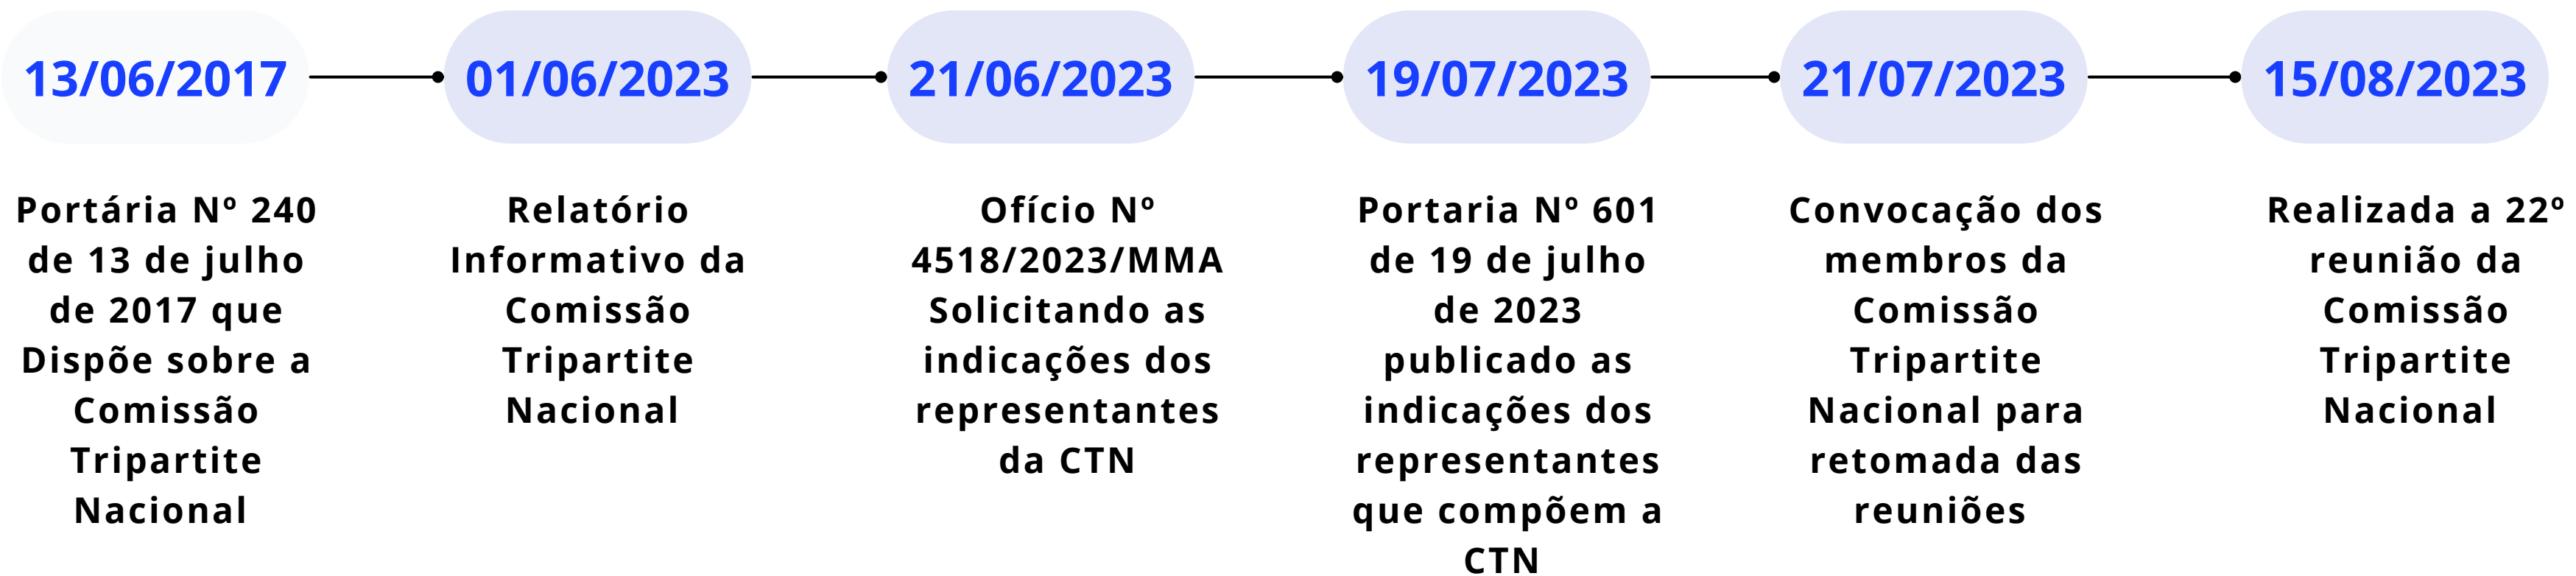 13/06/2017
01/06/2023
21/06/2023
19/07/2023
21/07/2023
15/08/2023
Portária Nº 240
de 13 de julho
de 2017 que
Dispõe sobre a
Comissão
Tripartite
Nacional
Relatório
Informativo da
Comissão
Tripartite
Nacional
Ofício Nº
4518/2023/MMA
Solicitando as
indicações dos
representantes
da CTN
Portaria Nº 601
de 19 de julho
de 2023
publicado as
indicações dos
representantes
que compõem a
CTN
Convocação dos
membros da
Comissão
Tripartite
Nacional para
retomada das
reuniões
Realizada a 22º
reunião da
Comissão
Tripartite
Nacional